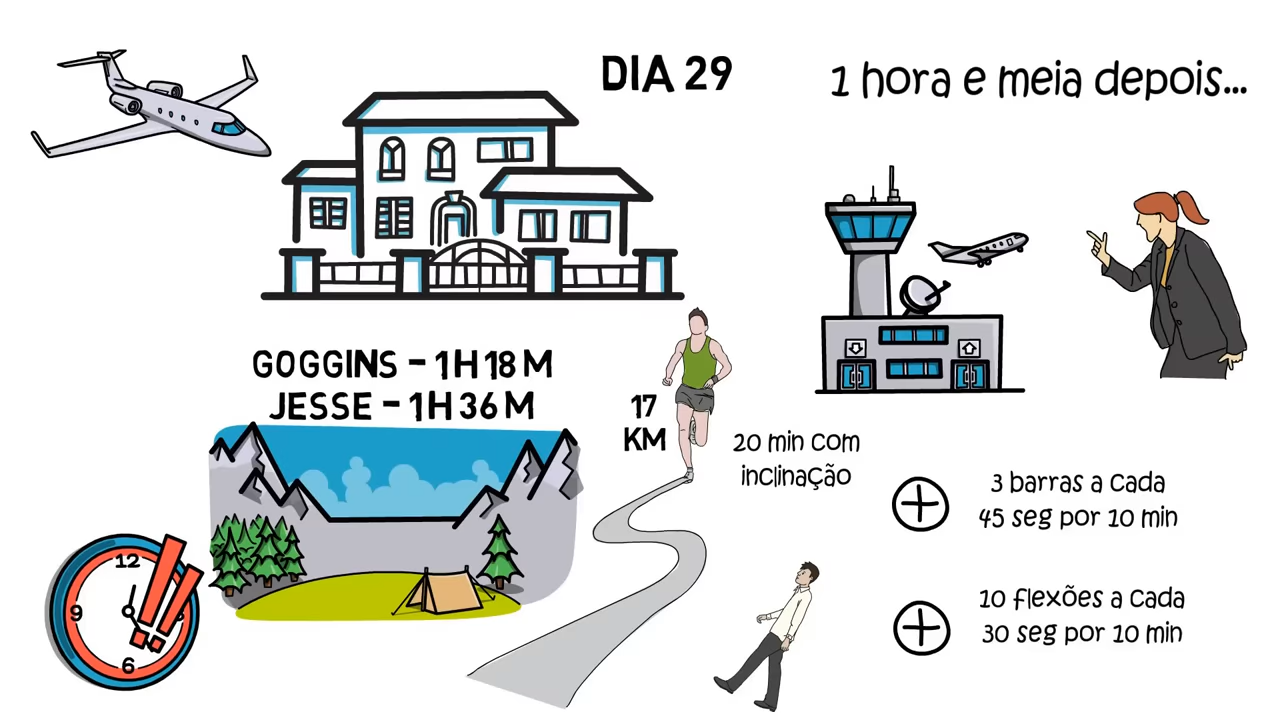 DIA 29
1 hora e meia depois...
GOGGINS - 1H 18 M
JESSE - 1H 36 M
17
KM
20 min com
inclinação
3 barras a cada
45 seg por 10 min
10 flexões a cada
30 seg por 10 min
12
9
6